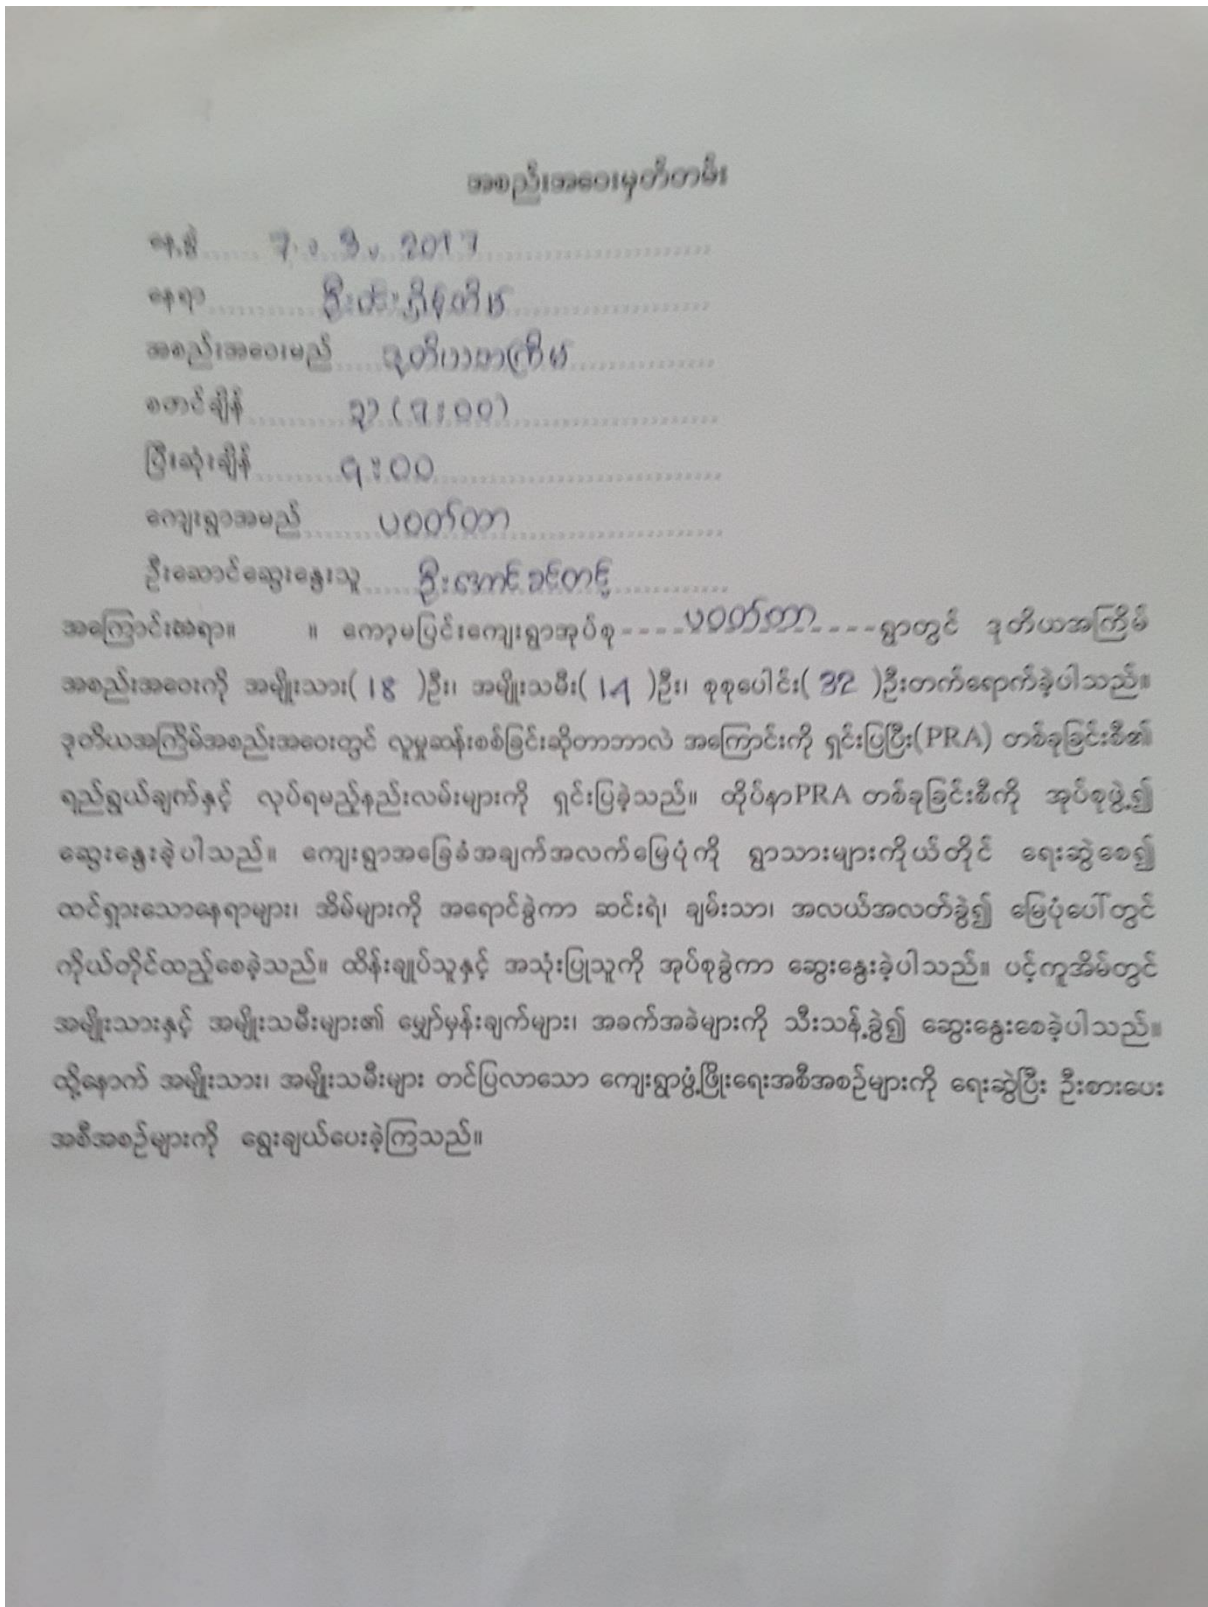 အစည်းအဝေးမှတ်တမ်း
နေ့စွဲ...... 7. 9. 2017
နေရာ........ ဦးထံးရှိန်အိမ်
အစည်းအဝေးမည်..... ဒုတိယအကြိမ်
စတင်ချိန်........ ည (7:00)
ပြီးဆုံးချိန်....... ၎:00
ကျေးရွာအမည်..... ပဝတ်တာ
ဦးဆောင်ဆွေးနွေးသူ..... ဦးအောင်ခင်တင့်
အကြောင်းအရာ။ ။ ကော့မပြင်းကျေးရွာအုပ်စု----ပဝတ်တာ----ရွာတွင် ဒုတိယအကြိမ်
အစည်းအဝေးကို အမျိုးသား( 18 )ဦး၊ အမျိုးသမီး( 14 )ဦး၊ စုစုပေါင်း( 32 )ဦးတက်ရောက်ခဲ့ပါသည်။
ဒုတိယအကြိမ်အစည်းအဝေးတွင် လူမှုဆန်းစစ်ခြင်းဆိုတာဘာလဲ အကြောင်းကို ရှင်းပြပြီး(PRA) တစ်ခုခြင်းစီ၏
ရည်ရွယ်ချက်နှင့် လုပ်ရမည့်နည်းလမ်းများကို ရှင်းပြခဲ့သည်။ ထိုပ်နာPRA တစ်ခုခြင်းစီကို အုပ်စုဖွဲ့၍
ဆွေးနွေးခဲ့ပါသည်။ ကျေးရွာအခြေခံအချက်အလက်မြေပုံကို ရွာသားများကိုယ်တိုင် ရေးဆွဲစေ၍
ထင်ရှားသောနေရာများ၊ အိမ်များကို အရောင်ခွဲကာ ဆင်းရဲ၊ ချမ်းသာ၊ အလယ်အလတ်ခွဲ၍ မြေပုံပေါ်တွင်
ကိုယ်တိုင်ထည့်စေခဲ့သည်။ ထိန်းချုပ်သူနှင့် အသုံးပြုသူကို အုပ်စုခွဲကာ ဆွေးနွေးခဲ့ပါသည်။ ပင့်ကူအိမ်တွင်
အမျိုးသားနှင့် အမျိုးသမီးများ၏ မျှော်မှန်းချက်များ၊ အခက်အခဲများကို သီးသန့်ခွဲ၍ ဆွေးနွေးစေခဲ့ပါသည်။
ထို့နောက် အမျိုးသား၊ အမျိုးသမီးများ တင်ပြလာသော ကျေးရွာဖွံ့ဖြိုးရေးအစီအစဉ်များကို ရေးဆွဲပြီး ဦးစားပေး
အစီအစဉ်များကို ရွေးချယ်ပေးခဲ့ကြသည်။